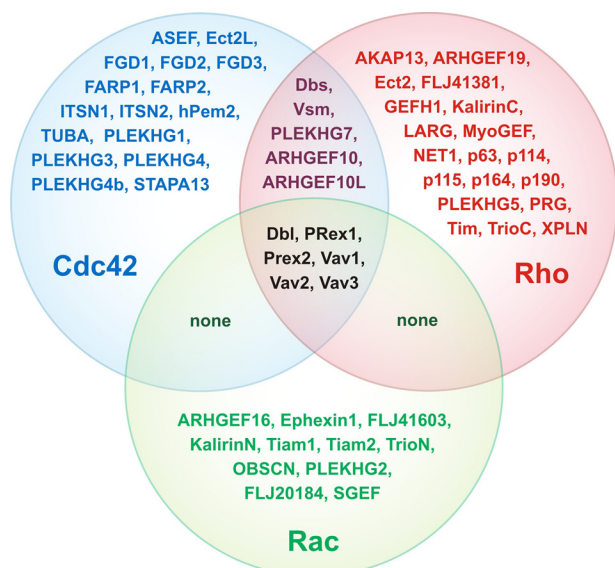 ASEF, Ect2L,
FGD1, FGD2, FGD3,
FARP1, FARP2,
ITSN1, ITSN2, hPem2,
TUBA, PLEKHG1,
PLEKHG3, PLEKHG4,
PLEKHG4b, STAPA13
Cdc42
Dbs,
Vsm,
PLEKHG7,
ARHGEF10,
ARHGEF10L
AKAP13, ARHGEF19,
Ect2, FLJ41381,
GEFH1, KalirinC,
LARG, MyoGEF,
NET1, p63, p114,
p115, p164, p190,
PLEKHG5, PRG,
Tim, TrioC, XPLN
Rho
Dbl, PRex1,
Prex2, Vav1,
Vav2, Vav3
none
none
ARHGEF16, Ephexin1, FLJ41603,
KalirinN, Tiam1, Tiam2, TrioN,
OBSCN, PLEKHG2,
FLJ20184, SGEF
Rac